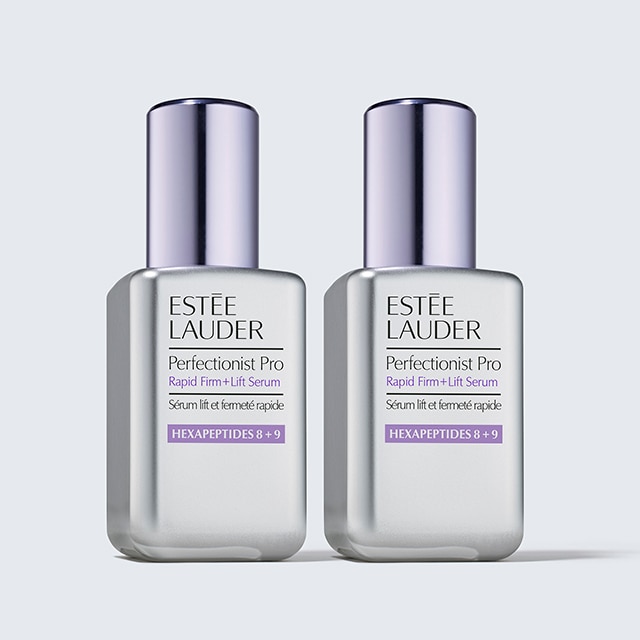 ESTĒE
LAUDER
Perfectionist Pro
Rapid Firm+Lift Serum
Sérum lift et fermeté rapide
HEXAPEPTIDES 8 + 9
ESTĒE
LAUDER
Perfectionist Pro
Rapid Firm+Lift Serum
Sérum lift et fermeté rapide
HEXAPEPTIDES 8 + 9